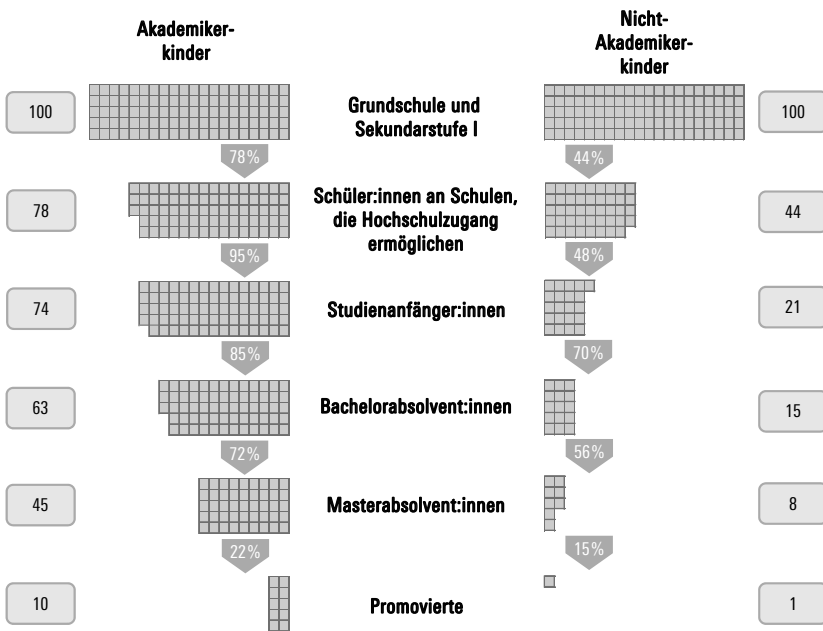 Akademiker-
kinder
Nicht-
Akademiker-
kinder
100
Grundschule und
Sekundarstufe I
100
78%
44%
78
Schüler:innen an Schulen,
die Hochschulzugang
ermöglichen
44
95%
48%
74
Studienanfänger:innen
21
85%
70%
63
Bachelorabsolvent:innen
15
72%
56%
45
Masterabsolvent:innen
8
22%
15%
10
Promovierte
1